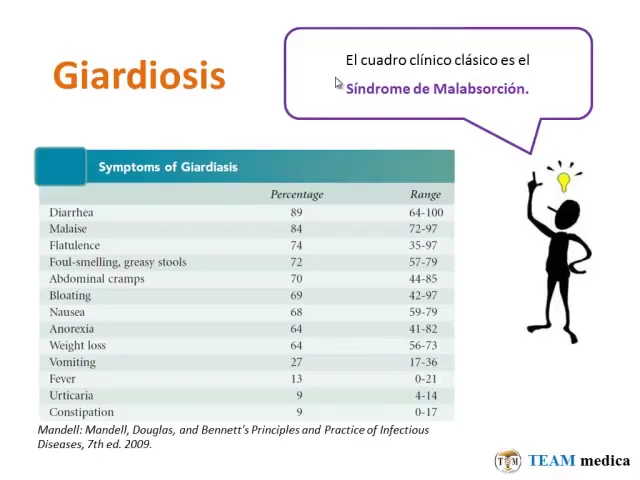 Giardiosis
El cuadro clínico clásico es el
Síndrome de Malabsorción.
Symptoms of Giardiasis
Percentage Range
Diarrhea 89 64-100
Malaise 84 72-97
Flatulence 74 35-97
Foul-smelling, greasy stools 72 57-79
Abdominal cramps 70 44-85
Bloating 69 42-97
Nausea 68 59-79
Anorexia 64 41-82
Weight loss 64 56-73
Vomiting 27 17-36
Fever 13 0-21
Urticaria 9 4-14
Constipation 9 0-17
Mandell: Mandell, Douglas, and Bennett's Principles and Practice of Infectious
Diseases, 7th ed. 2009.
TEAM medica